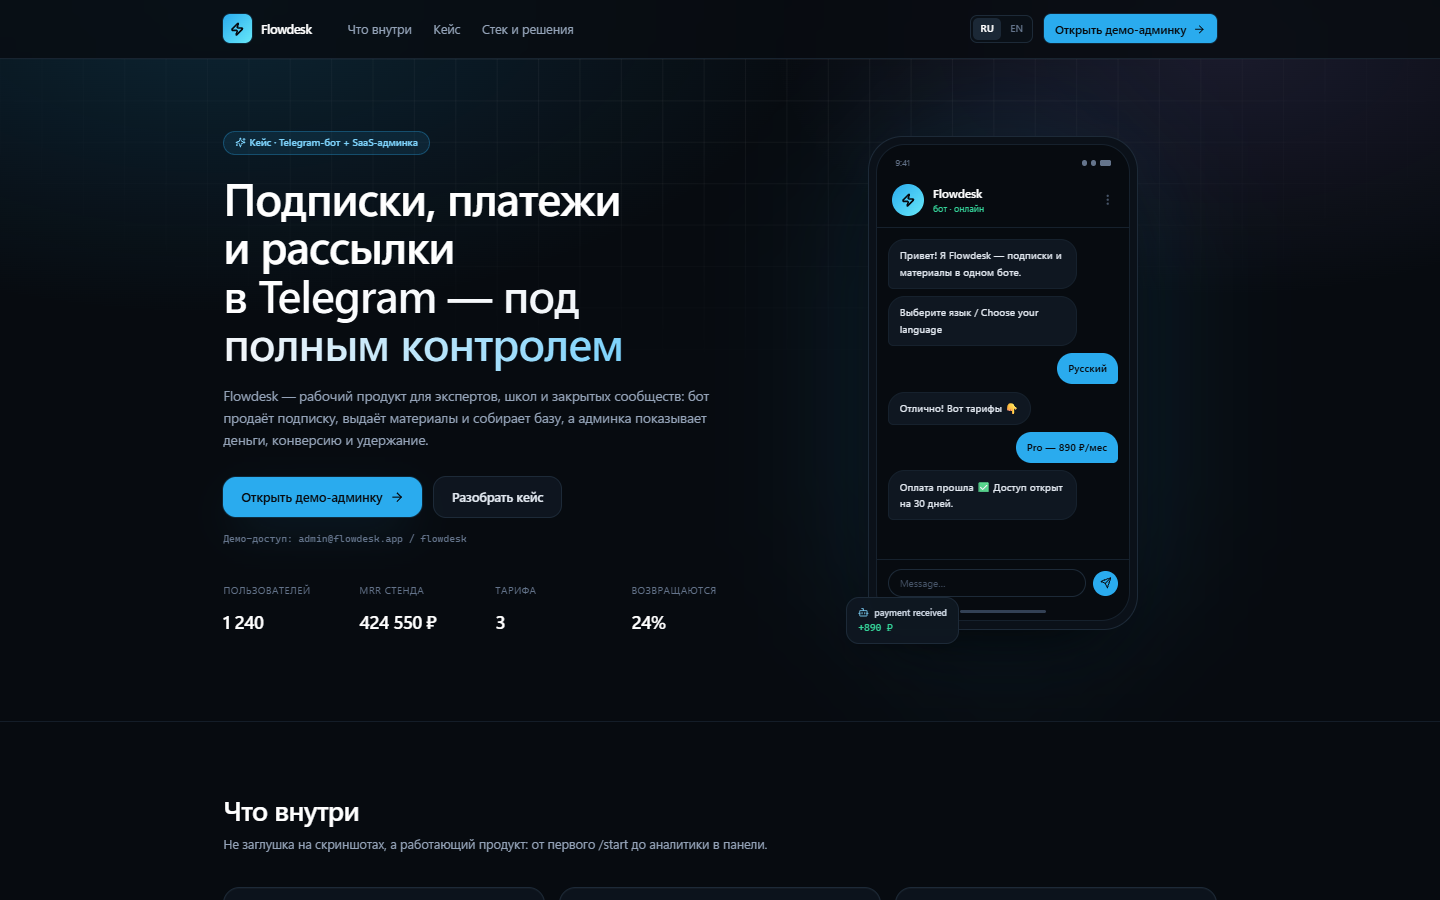 Flowdesk
Что внутри
Кейс
Стек и решения
RU
EN
Открыть демо-админку
Кейс · Telegram-бот + SaaS-админка
Подписки, платежи
и рассылки
в Telegram — под
полным контролем
Flowdesk — рабочий продукт для экспертов, школ и закрытых сообществ: бот
продаёт подписку, выдаёт материалы и собирает базу, а админка показывает
деньги, конверсию и удержание.
Открыть демо-админку
Разобрать кейс
Демо-доступ: admin@flowdesk.app / flowdesk
ПОЛЬЗОВАТЕЛЕЙ
1 240
MRR СТЕНДА
424 550 ₽
ТАРИФА
3
ВОЗВРАЩАЮТСЯ
24%
9:41
Flowdesk
бот · онлайн
Привет! Я Flowdesk — подписки и
материалы в одном боте.
Выберите язык / Choose your
language
Русский
Отлично! Вот тарифы 👇
Pro — 890 ₽/мес
Оплата прошла ✅ Доступ открыт
на 30 дней.
Message...
payment received
+890 ₽
Что внутри
Не заглушка на скриншотах, а работающий продукт: от первого /start до аналитики в панели.